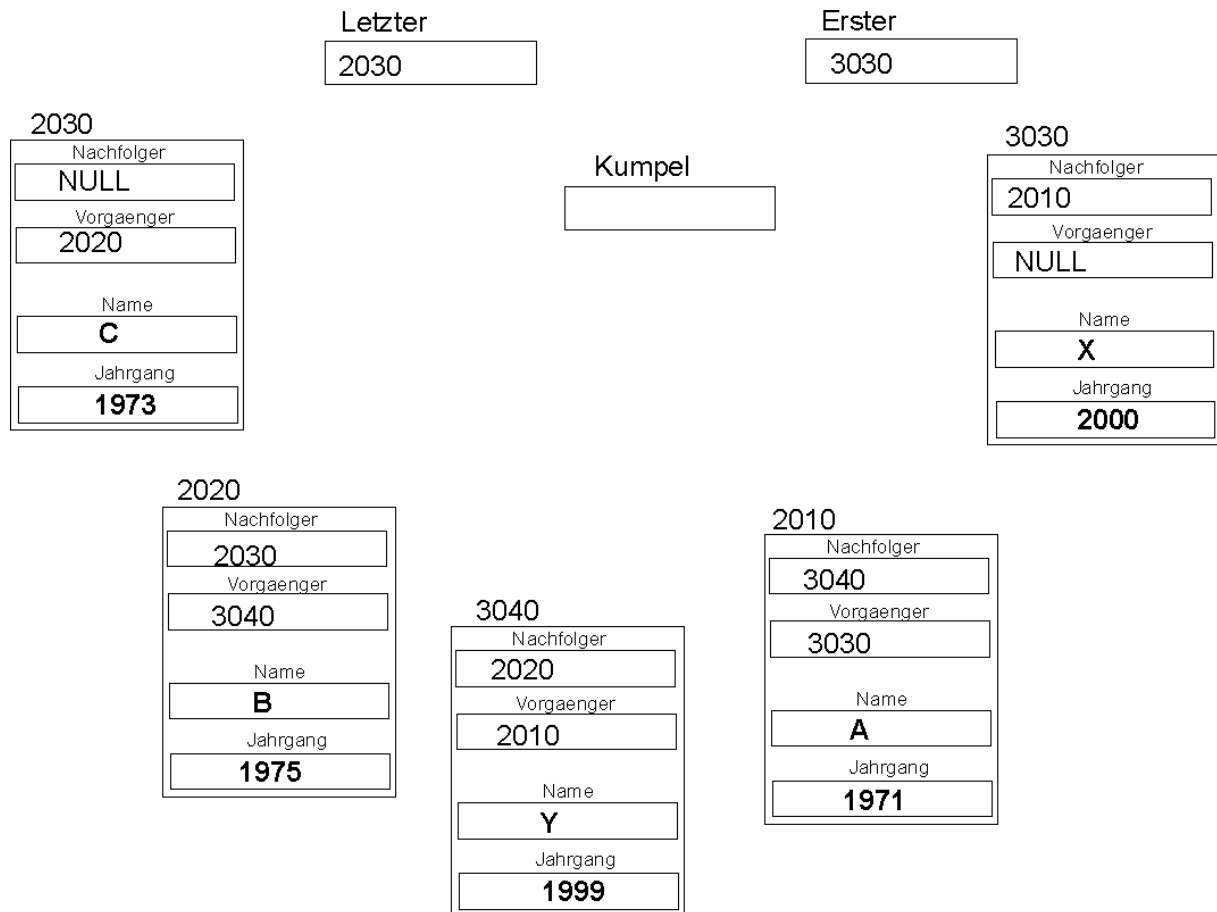 Letzter
2030
Erster
3030
Kumpel
2030
Nachfolger
NULL
Vorgaenger
2020
Name
C
Jahrgang
1973
3030
Nachfolger
2010
Vorgaenger
NULL
Name
X
Jahrgang
2000
2020
Nachfolger
2030
Vorgaenger
3040
Name
B
Jahrgang
1975
3040
Nachfolger
2020
Vorgaenger
2010
Name
Y
Jahrgang
1999
2010
Nachfolger
3040
Vorgaenger
3030
Name
A
Jahrgang
1971